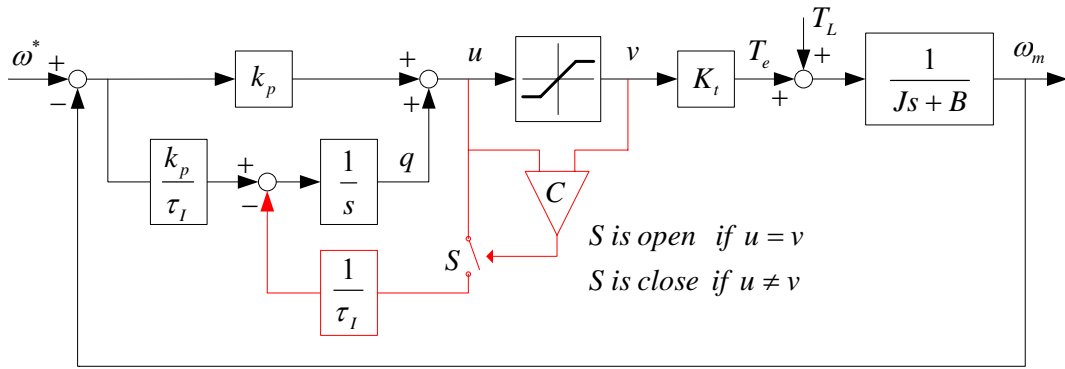 T_L
ω^*
+
−
k_p
+
+
u
v
K_t
T_e
+
+
1
Js + B
ω_m
k_p
τ_I
+
−
1
s
q
C
S
1
τ_I
S is open if u = v
S is close if u ≠ v